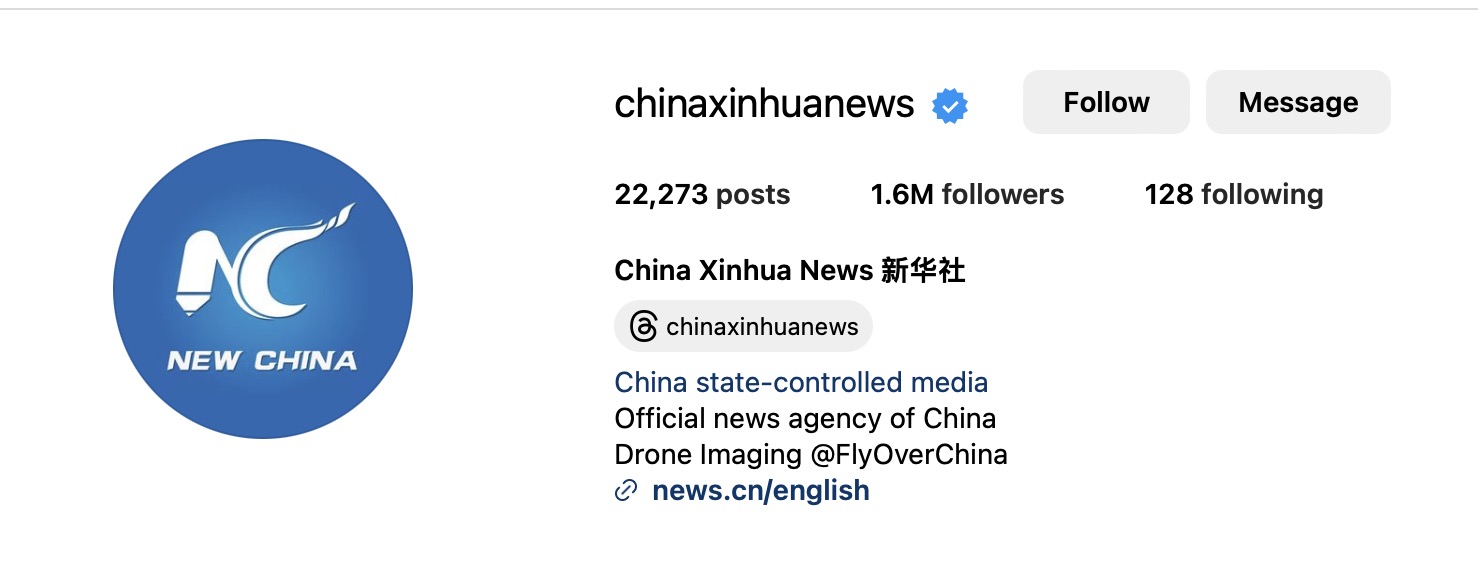 chinaxinhuanews
Follow
Message
22,273 posts
1.6M followers
128 following
China Xinhua News 新华社
chinaxinhuanews
China state-controlled media
Official news agency of China
Drone Imaging @FlyOverChina
news.cn/english
NC
NEW CHINA